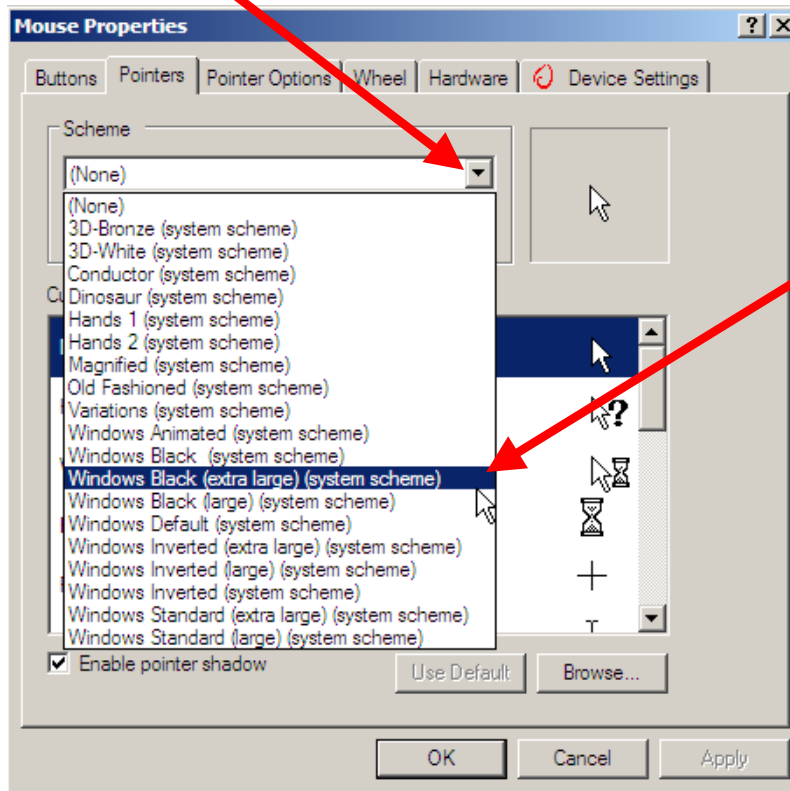 Mouse Properties
Buttons Pointers Pointer Options Wheel Hardware Device Settings
Scheme
(None)
(None)
3D-Bronze (system scheme)
3D-White (system scheme)
Conductor (system scheme)
Dinosaur (system scheme)
Hands 1 (system scheme)
Hands 2 (system scheme)
Magnified (system scheme)
Old Fashioned (system scheme)
Variations (system scheme)
Windows Animated (system scheme)
Windows Black (system scheme)
Windows Black (extra large) (system scheme)
Windows Black (large) (system scheme)
Windows Default (system scheme)
Windows Inverted (extra large) (system scheme)
Windows Inverted (large) (system scheme)
Windows Inverted (system scheme)
Windows Standard (extra large) (system scheme)
Windows Standard (large) (system scheme)
Enable pointer shadow
Use Default Browse...
OK Cancel Apply